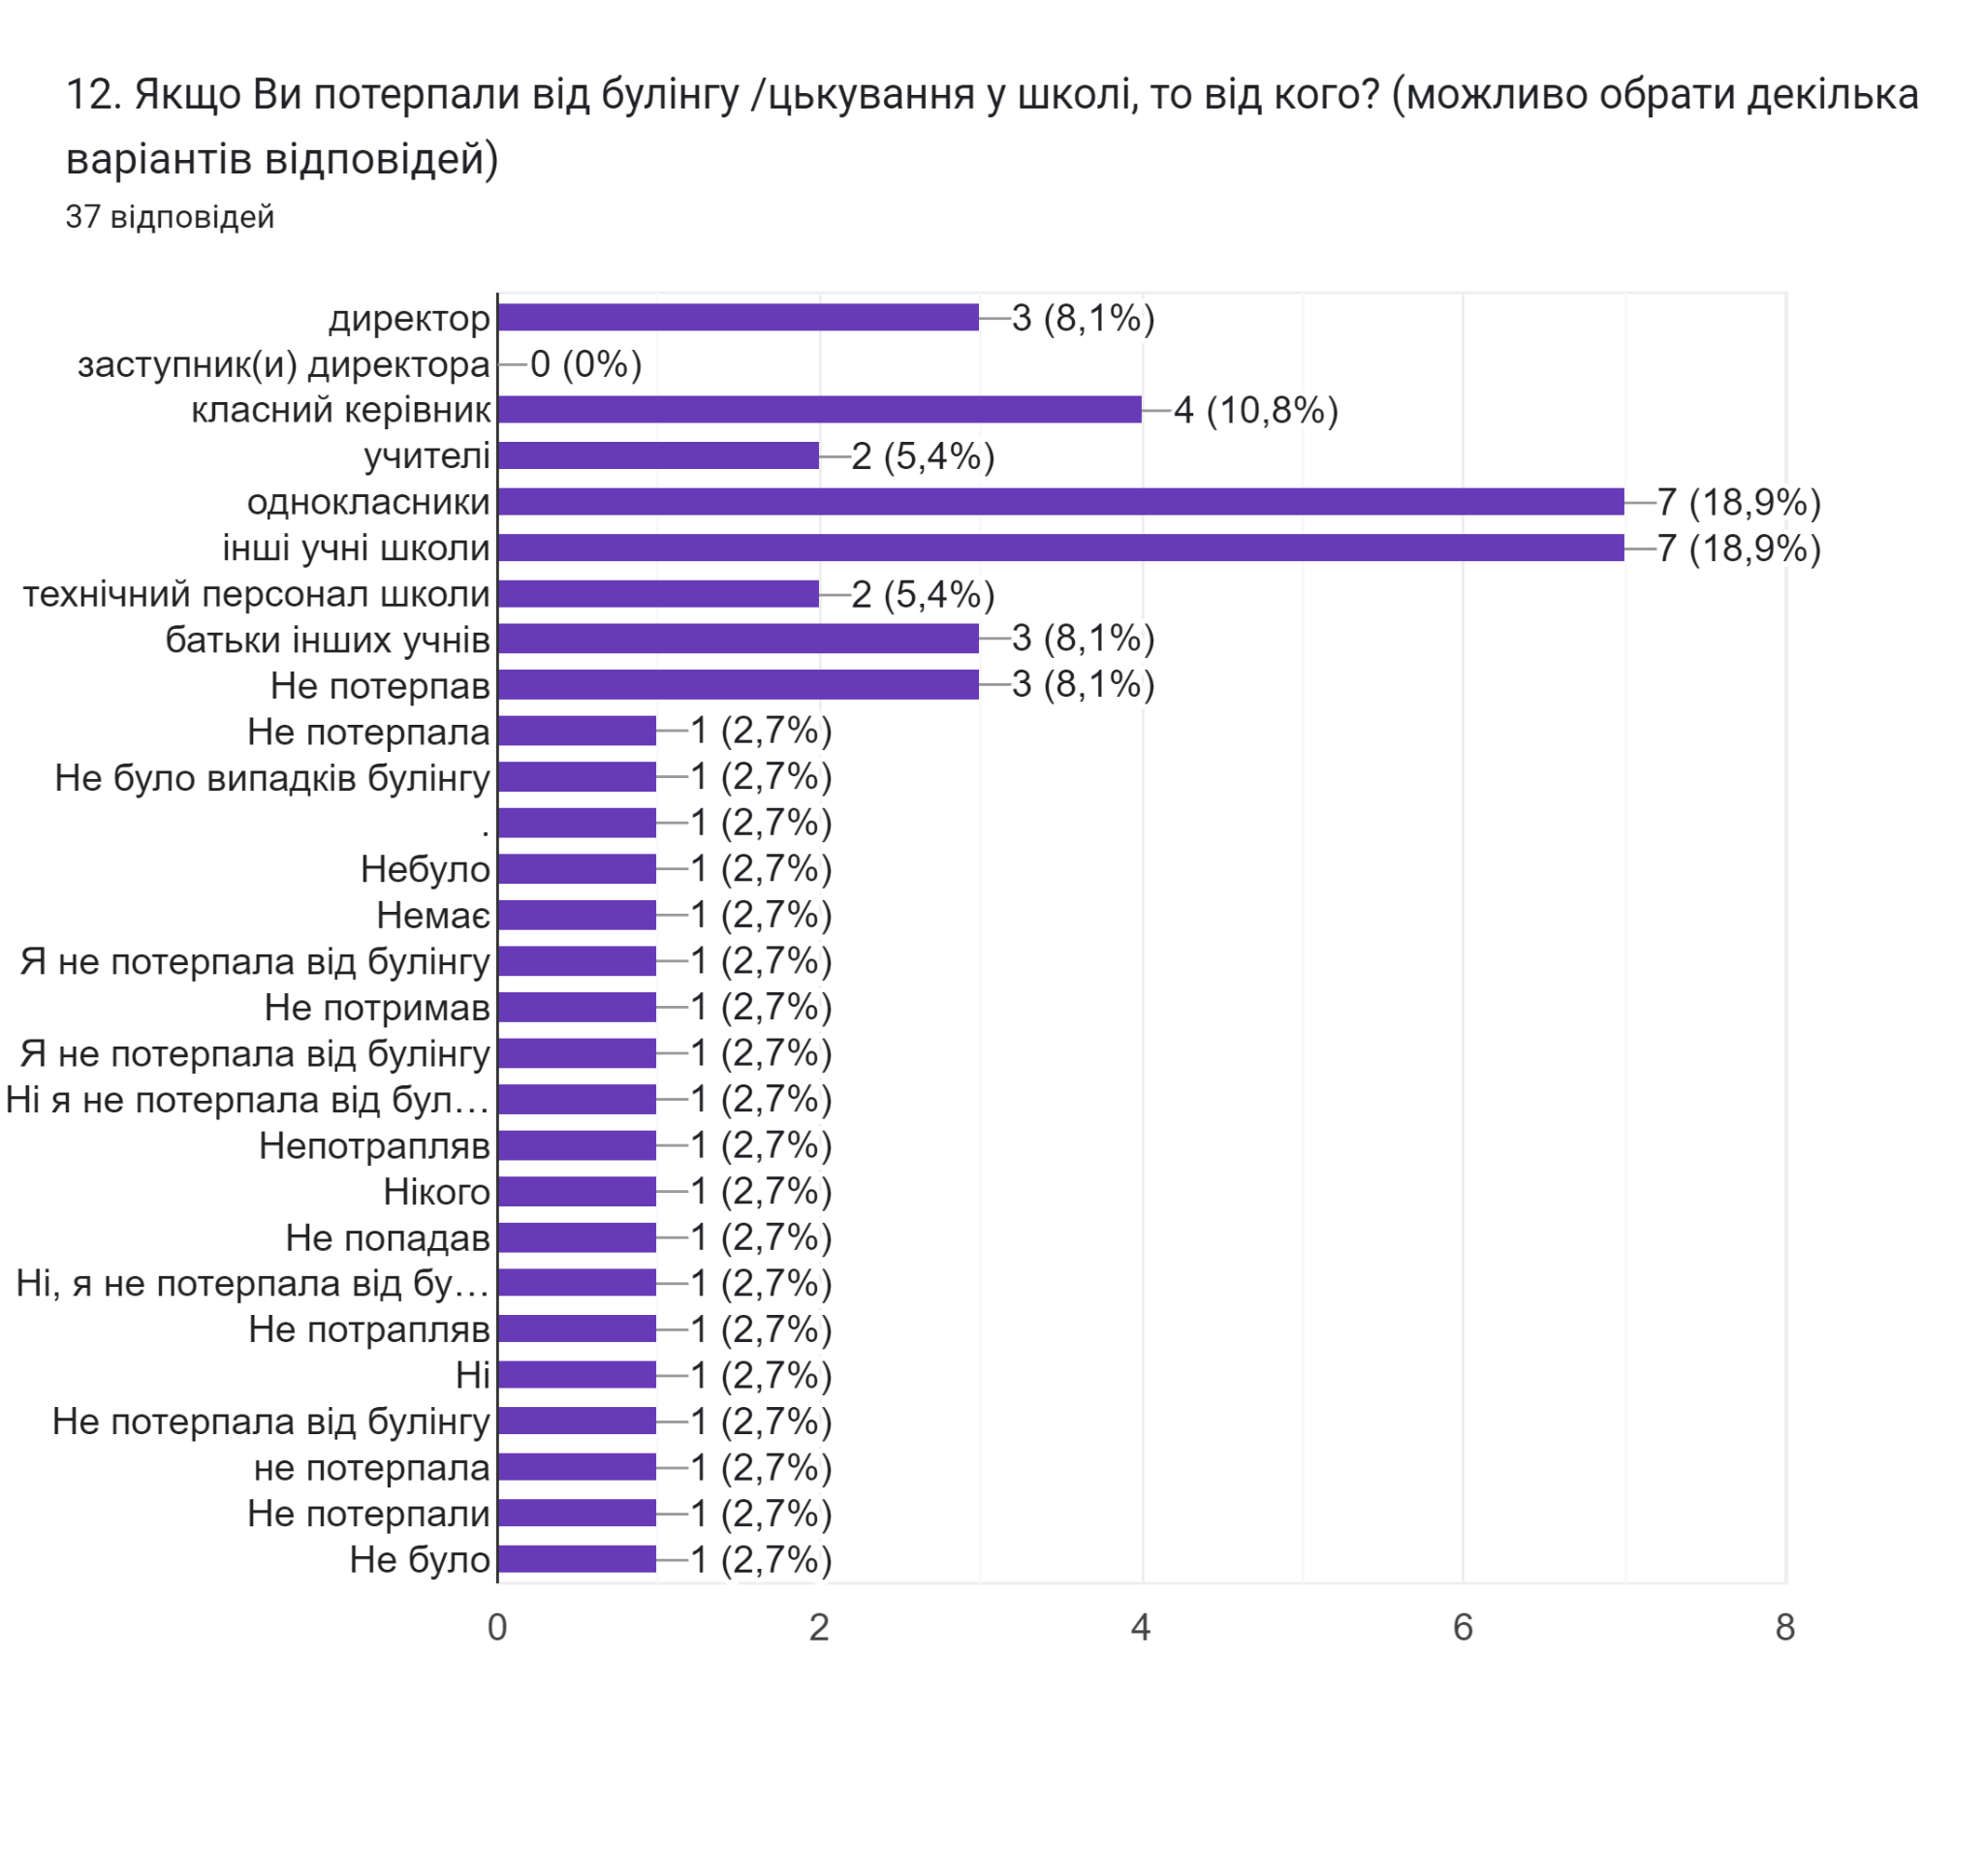 12. Якщо Ви потерпали від булінгу /цькування у школі, то від кого? (можливо обрати декілька
варіантів відповідей)
37 відповідей
директор 3 (8,1%)
заступник(и) директора 0 (0%)
класний керівник 4 (10,8%)
учителі 2 (5,4%)
однокласники 7 (18,9%)
інші учні школи 7 (18,9%)
технічний персонал школи 2 (5,4%)
батьки інших учнів 3 (8,1%)
Не потерпав 3 (8,1%)
Не потерпала 1 (2,7%)
Не було випадків булінгу 1 (2,7%)
. 1 (2,7%)
Небуло 1 (2,7%)
Немає 1 (2,7%)
Я не потерпала від булінгу 1 (2,7%)
Не потримав 1 (2,7%)
Я не потерпала від булінгу 1 (2,7%)
Ні я не потерпала від бул… 1 (2,7%)
Непотрапляв 1 (2,7%)
Нікого 1 (2,7%)
Не попадав 1 (2,7%)
Ні, я не потерпала від бу… 1 (2,7%)
Не потрапляв 1 (2,7%)
Ні 1 (2,7%)
Не потерпала від булінгу 1 (2,7%)
не потерпала 1 (2,7%)
Не потерпали 1 (2,7%)
Не було 1 (2,7%)
0 2 4 6 8